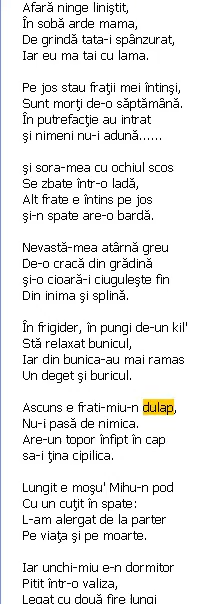 Afară ninge liniştit,
În sobă arde mama,
De grindă tata-i spânzurat,
Iar eu ma tai cu lama.

Pe jos stau fraţii mei întinşi,
Sunt morţi de-o săptămână.
În putrefacţie au intrat
şi nimeni nu-i adună......

şi sora-mea cu ochiul scos
Se zbate într-o ladă,
Alt frate e întins pe jos
şi-n spate are-o bardă.

Nevastă-mea atârnă greu
De-o cracă din grădină
şi-o cioară-i ciuguleşte fin
Din inima şi splină.

În frigider, în pungi de-un kil'
Stă relaxat bunicul,
Iar din bunica-au mai ramas
Un deget şi buricul.

Ascuns e frati-miu-n dulap,
Nu-i pasă de nimica.
Are-un topor înfipt în cap
sa-i ţina cipilica.

Lungit e moşu' Mihu-n pod
Cu un cuţit în spate:
L-am alergat de la parter
Pe viaţa şi pe moarte.

Iar unchi-miu e-n dormitor
Pitit într-o valiza,
Legat cu două fire lungi